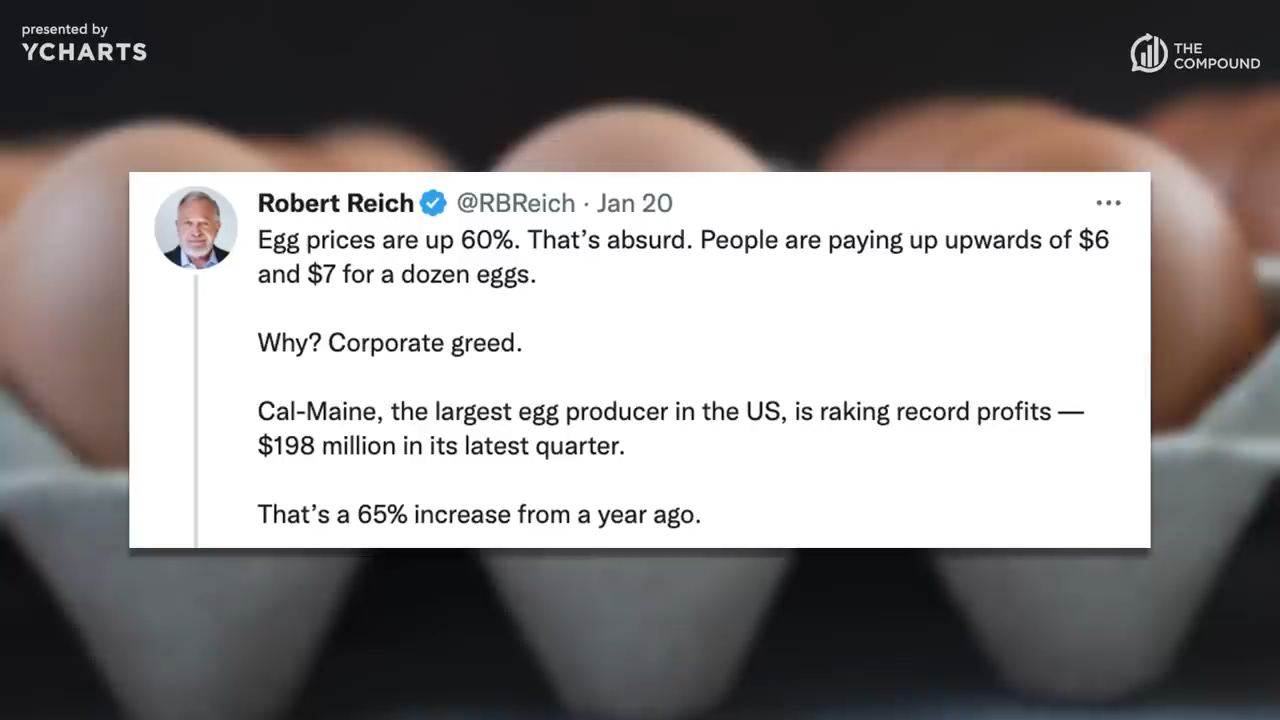 presented by
YCHARTS
THE
COMPOUND
Robert Reich @RBReich · Jan 20
Egg prices are up 60%. That’s absurd. People are paying up upwards of $6
and $7 for a dozen eggs.
Why? Corporate greed.
Cal-Maine, the largest egg producer in the US, is raking record profits —
$198 million in its latest quarter.
That’s a 65% increase from a year ago.